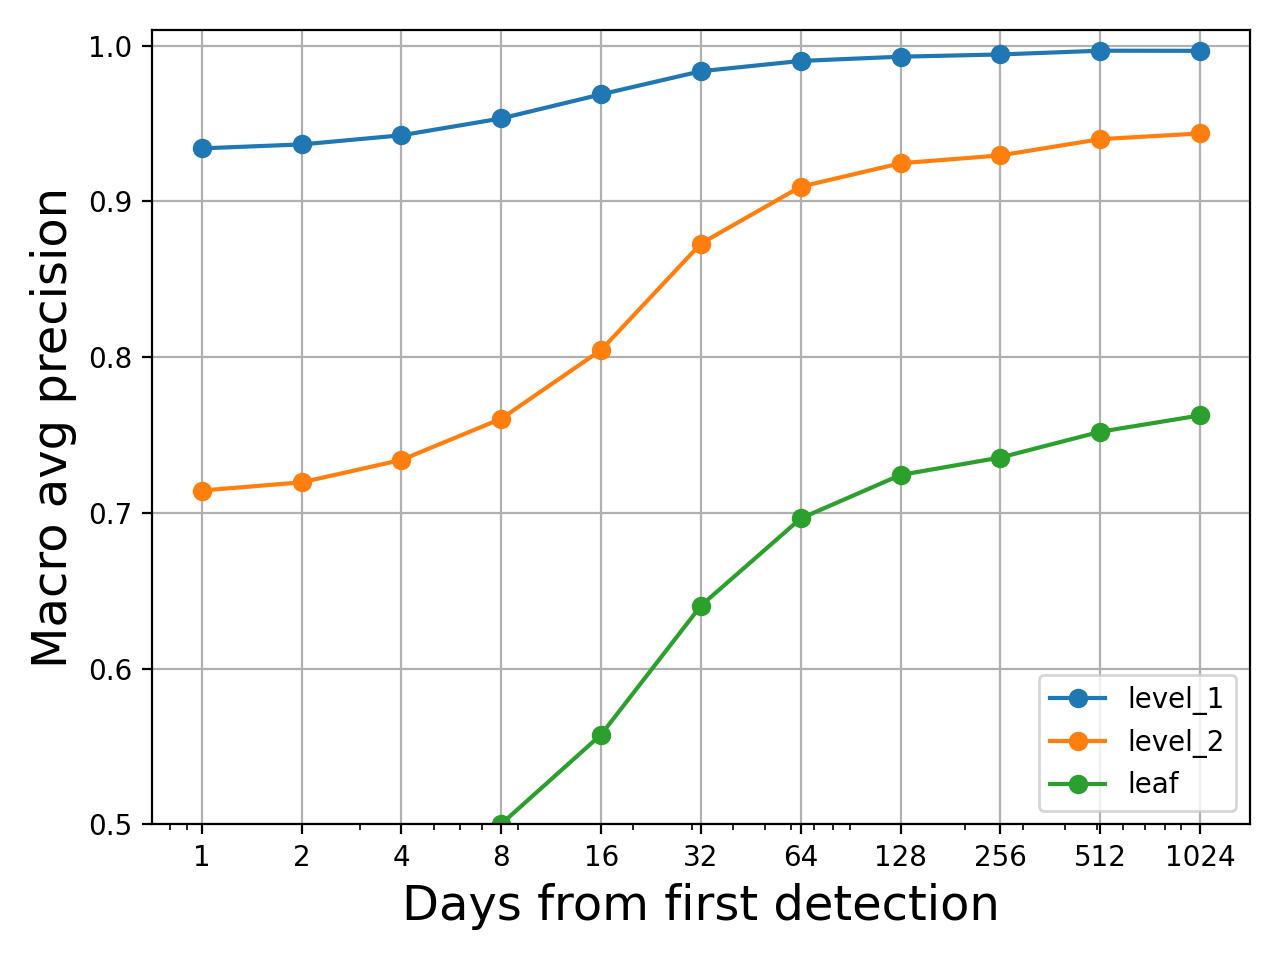 Macro avg precision
1.0
0.9
0.8
0.7
0.6
0.5
level_1
level_2
leaf
1 2 4 8 16 32 64 128 256 512 1024
Days from first detection